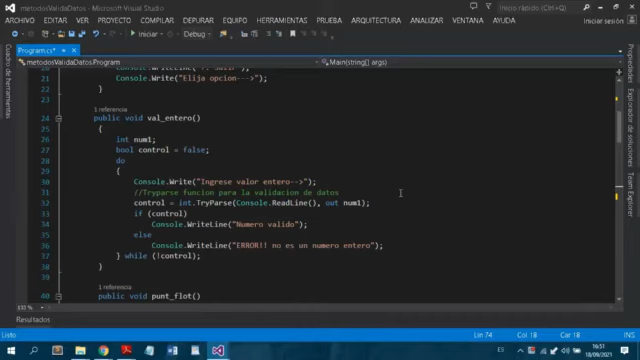 metodosValidaDatos - Microsoft Visual Studio
Inicio rápido (Ctrl+Q)
EDITAR VER PROYECTO COMPILAR DEPURAR EQUIPO HERRAMIENTAS PRUEBA ARQUITECTURA ANALIZAR VENTANA AYUDA
Iniciar sesión
Iniciar Debug
Program.cs*
metodosValidaDatos.Program
Main(string[] args)
Cuadro de herramientas
Propiedades
Explorador de soluciones
Team Explorer
21 Console.Write("Elija opcion--->");
22 }
23
1 referencia
24 public void val_entero()
25 {
26 int num1;
27 bool control = false;
28 do
29 {
30 Console.Write("Ingrese valor entero-->");
31 //Tryparse funcion para la validacion de datos
32 control = int.TryParse(Console.ReadLine(), out num1);
33 if (control)
34 Console.WriteLine("Numero valido");
35 else
36 Console.WriteLine("ERROR!! no es un numero entero");
37 } while (!control);
38 }
39
1 referencia
40 public void punt_flot()
Resultados
Listo
Lín 74 Col 18 Car 18 INS
ES
16:51
18/09/2021